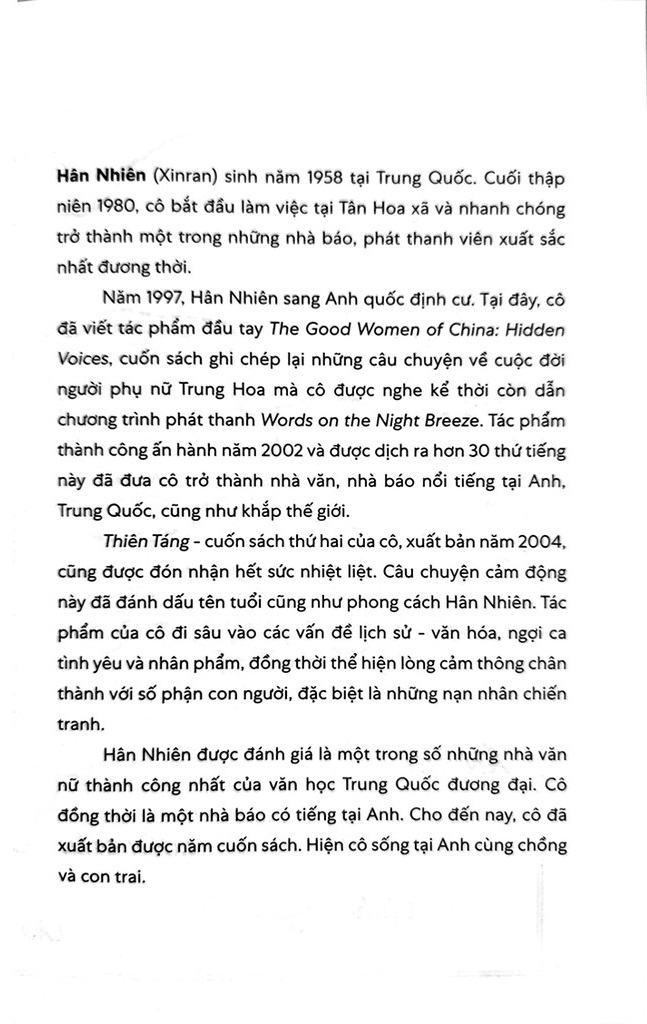 Hân Nhiên (Xinran) sinh năm 1958 tại Trung Quốc. Cuối thập
niên 1980, cô bắt đầu làm việc tại Tân Hoa xã và nhanh chóng
trở thành một trong những nhà báo, phát thanh viên xuất sắc
nhất đương thời.
Năm 1997, Hân Nhiên sang Anh quốc định cư. Tại đây, cô
đã viết tác phẩm đầu tay The Good Women of China: Hidden
Voices, cuốn sách ghi chép lại những câu chuyện về cuộc đời
người phụ nữ Trung Hoa mà cô được nghe kể thời còn dẫn
chương trình phát thanh Words on the Night Breeze. Tác phẩm
thành công ấn hành năm 2002 và được dịch ra hơn 30 thứ tiếng
này đã đưa cô trở thành nhà văn, nhà báo nổi tiếng tại Anh,
Trung Quốc, cũng như khắp thế giới.
Thiên Táng - cuốn sách thứ hai của cô, xuất bản năm 2004,
cũng được đón nhận hết sức nhiệt liệt. Câu chuyện cảm động
này đã đánh dấu tên tuổi cũng như phong cách Hân Nhiên. Tác
phẩm của cô đi sâu vào các vấn đề lịch sử - văn hóa, ngợi ca
tình yêu và nhân phẩm, đồng thời thể hiện lòng cảm thông chân
thành với số phận con người, đặc biệt là những nạn nhân chiến
tranh.
Hân Nhiên được đánh giá là một trong số những nhà văn
nữ thành công nhất của văn học Trung Quốc đương đại. Cô
đồng thời là một nhà báo có tiếng tại Anh. Cho đến nay, cô đã
xuất bản được năm cuốn sách. Hiện cô sống tại Anh cùng chồng
và con trai.